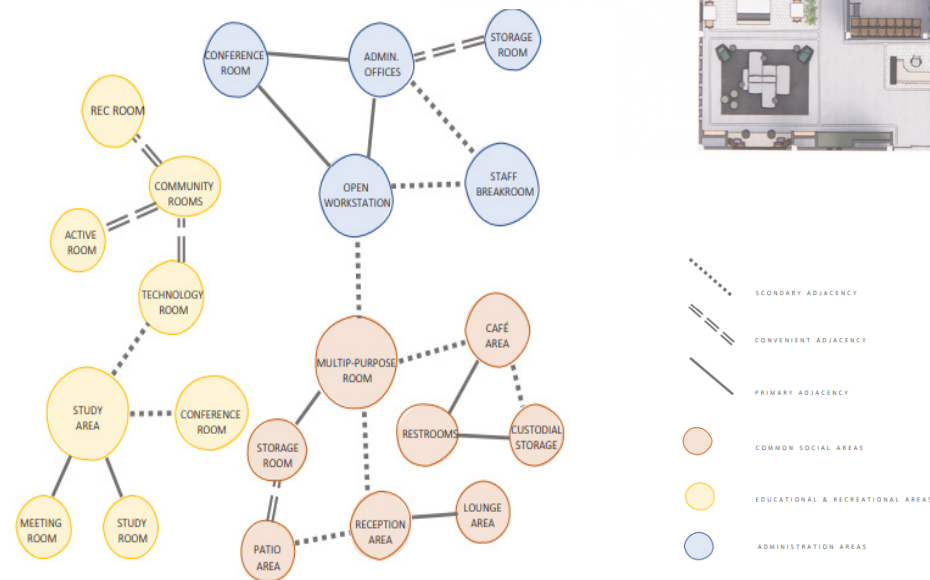 CONFERENCE
ROOM
ADMIN.
OFFICES
STORAGE
ROOM
REC ROOM
COMMUNITY
ROOMS
OPEN
WORKSTATION
STAFF
BREAKROOM
ACTIVE
ROOM
TECHNOLOGY
ROOM
MULTIP-PURPOSE
ROOM
CAFÉ
AREA
STUDY
AREA
CONFERENCE
ROOM
STORAGE
ROOM
RESTROOMS
CUSTODIAL
STORAGE
MEETING
ROOM
STUDY
ROOM
PATIO
AREA
RECEPTION
AREA
LOUNGE
AREA
SCONDARY ADJACENCY
CONVENIENT ADJACENCY
PRIMARY ADJACENCY
COMMON SOCIAL AREAS
EDUCATIONAL & RECREATIONAL AREAS
ADMINISTRATION AREAS